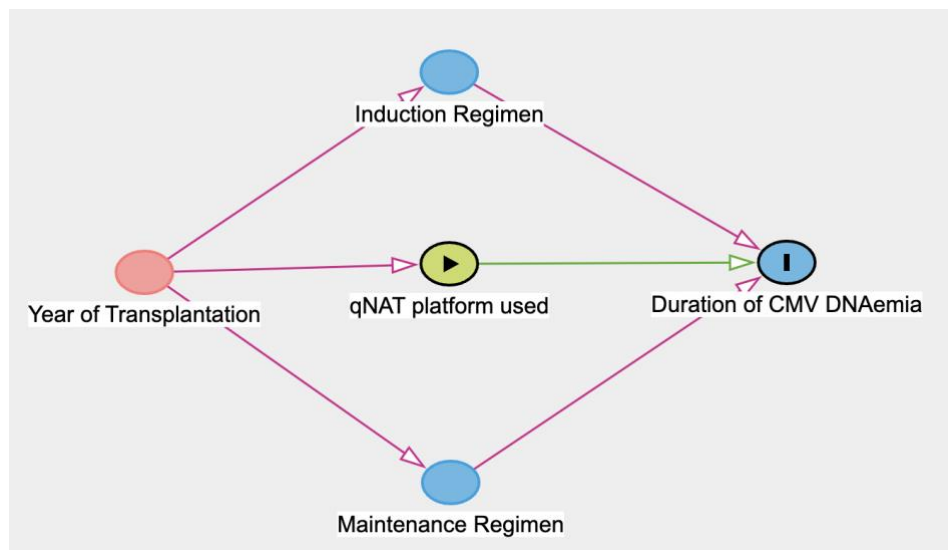 Induction Regimen
Year of Transplantation
qNAT platform used
Duration of CMV DNAemia
Maintenance Regimen